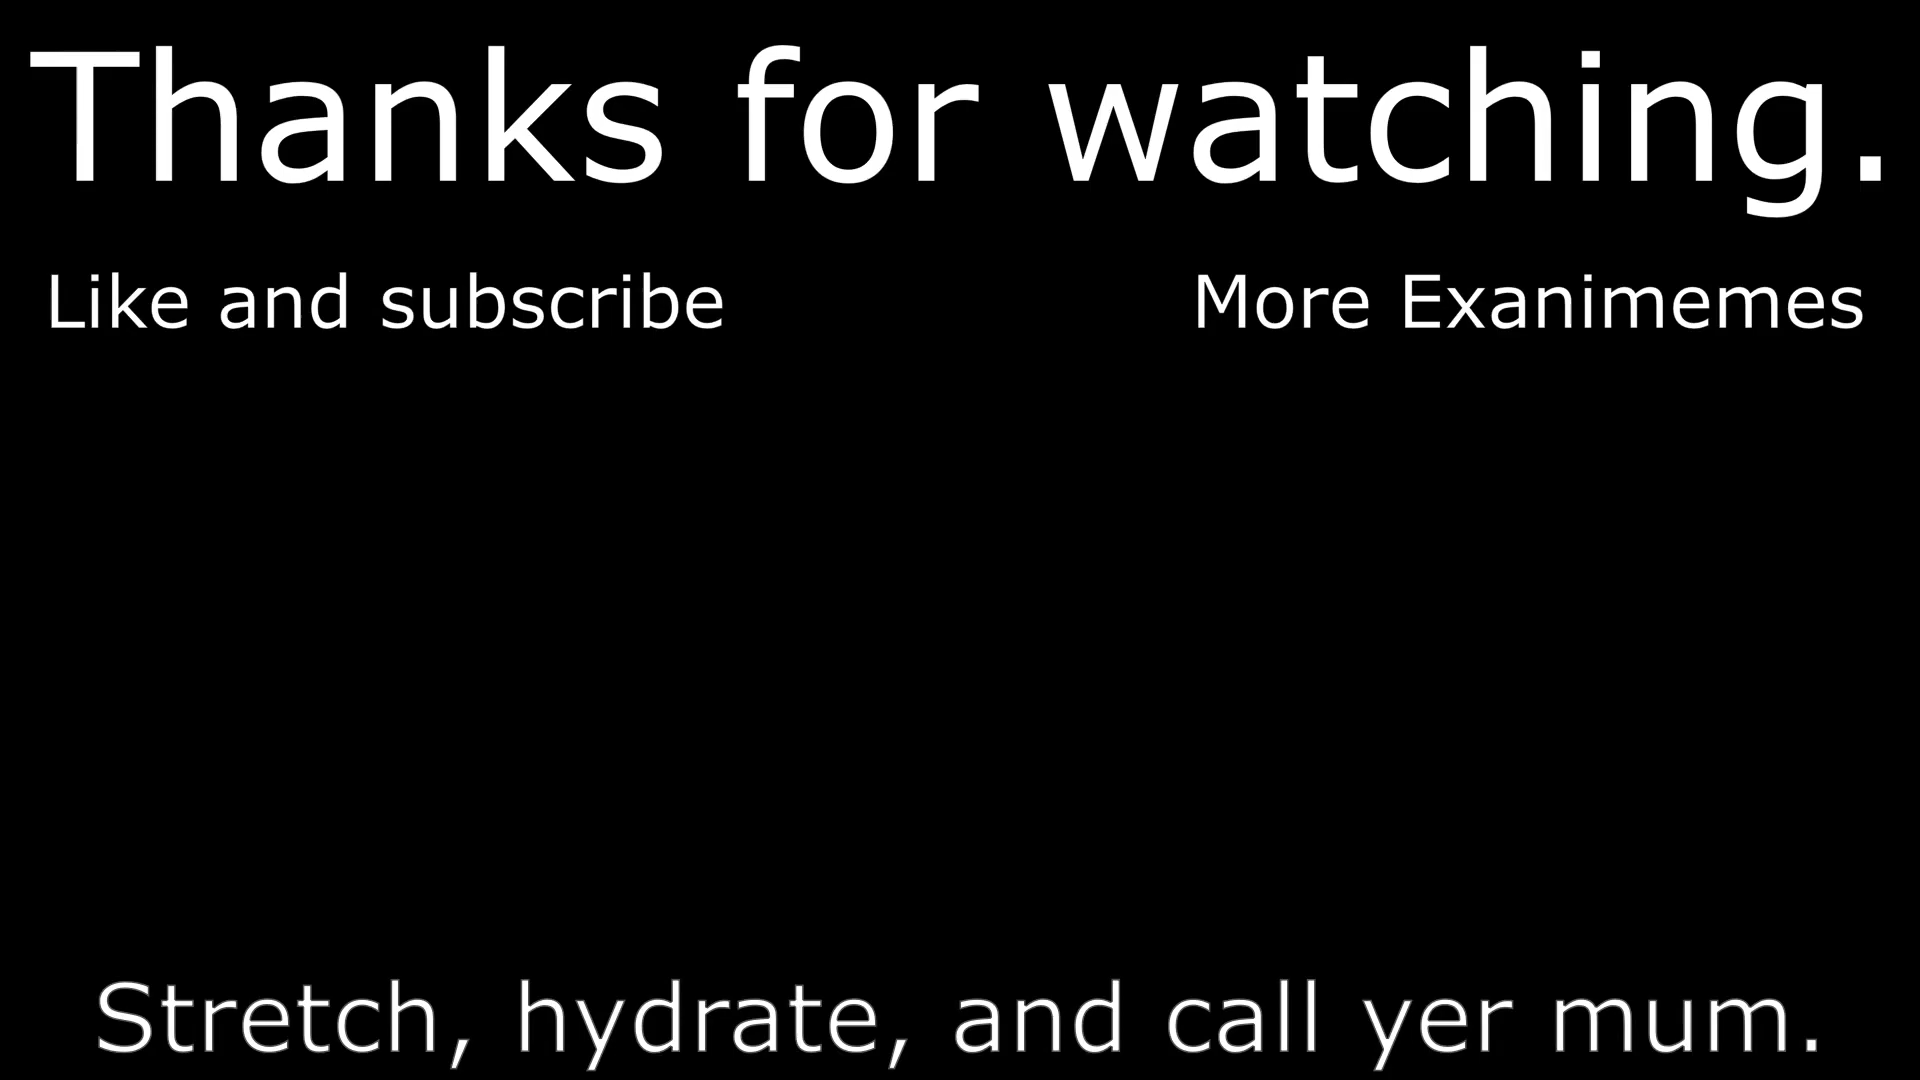 Thanks for watching.
Like and subscribe
More Exanimemes
Stretch, hydrate, and call yer mum.